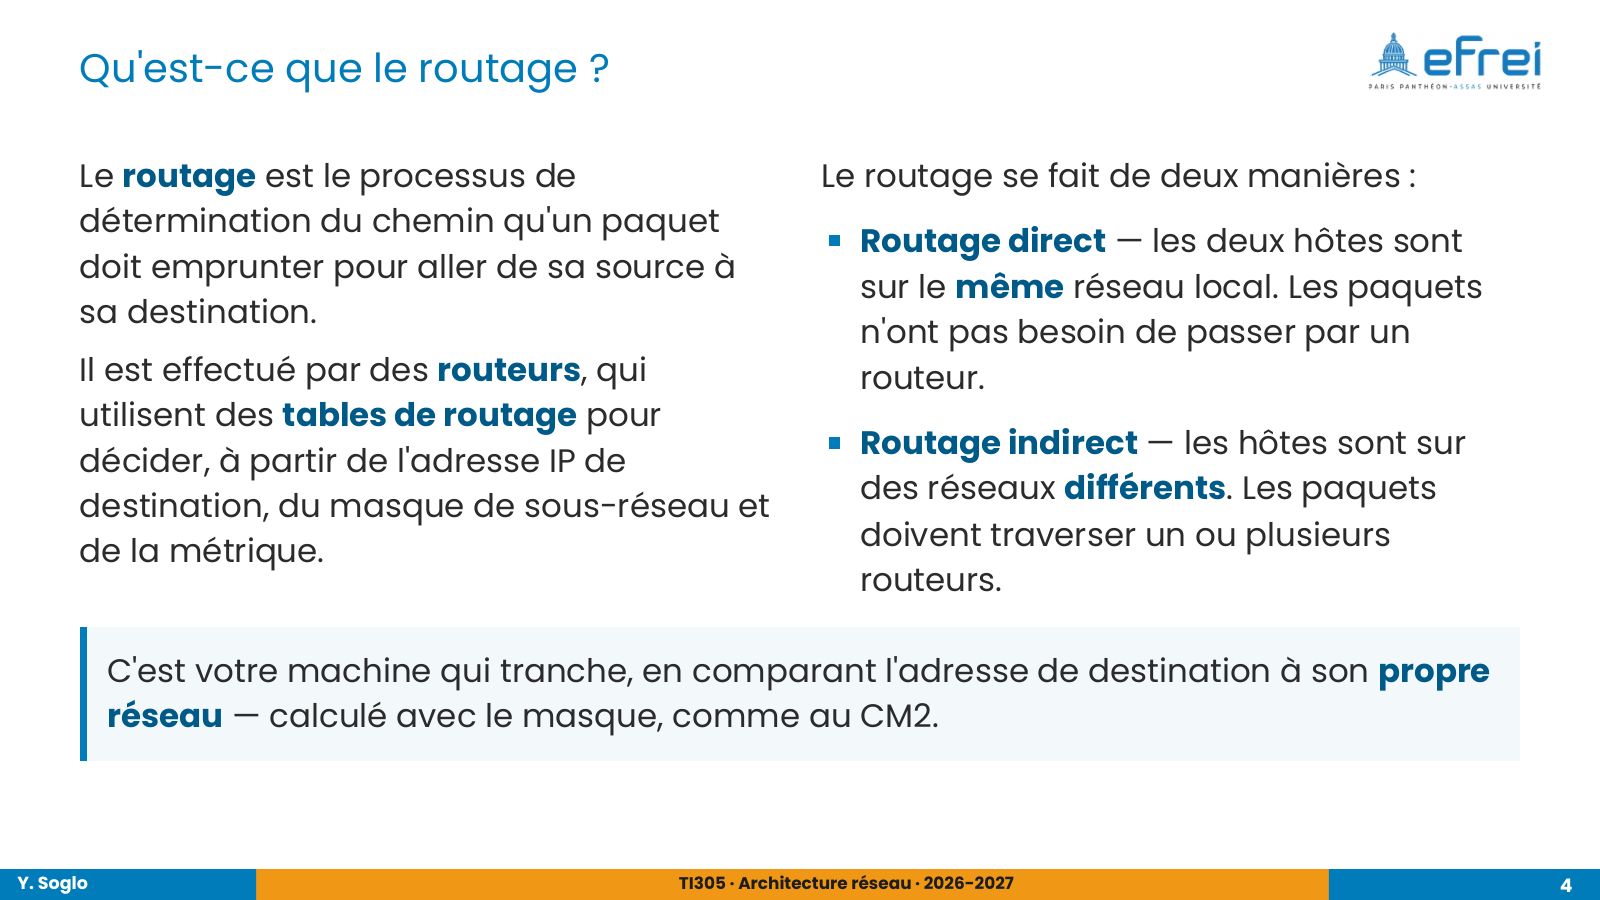 Qu'est-ce que le routage ?
efrei
PARIS PANTHÉON-ASSAS UNIVERSITÉ
Le routage est le processus de
détermination du chemin qu'un paquet
doit emprunter pour aller de sa source à
sa destination.
Il est effectué par des routeurs, qui
utilisent des tables de routage pour
décider, à partir de l'adresse IP de
destination, du masque de sous-réseau et
de la métrique.
Le routage se fait de deux manières :
▪ Routage direct — les deux hôtes sont
sur le même réseau local. Les paquets
n'ont pas besoin de passer par un
routeur.
▪ Routage indirect — les hôtes sont sur
des réseaux différents. Les paquets
doivent traverser un ou plusieurs
routeurs.
C'est votre machine qui tranche, en comparant l'adresse de destination à son propre
réseau — calculé avec le masque, comme au CM2.
Y. Soglo
TI305 · Architecture réseau · 2026-2027
4